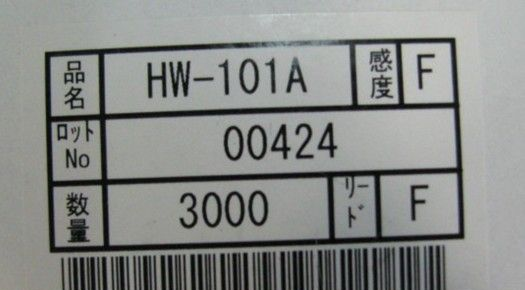 品名 HW-101A 感度 F
ロット No 00424
数量 3000 リード F